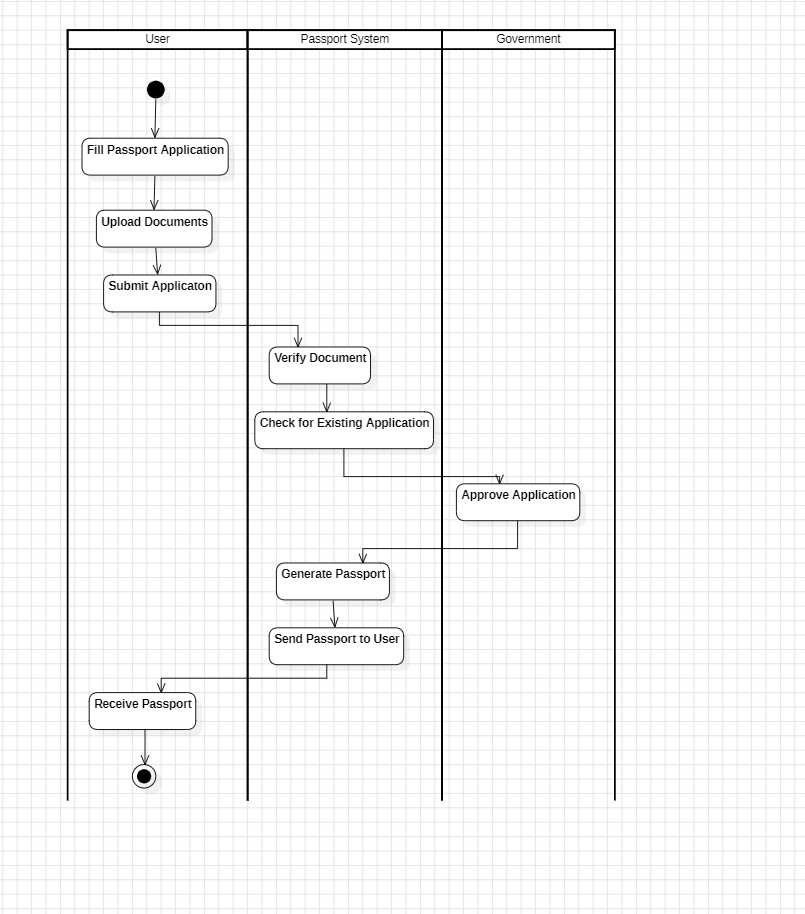 User
Passport System
Government
Fill Passport Application
Upload Documents
Submit Applicaton
Verify Document
Check for Existing Application
Approve Application
Generate Passport
Send Passport to User
Receive Passport